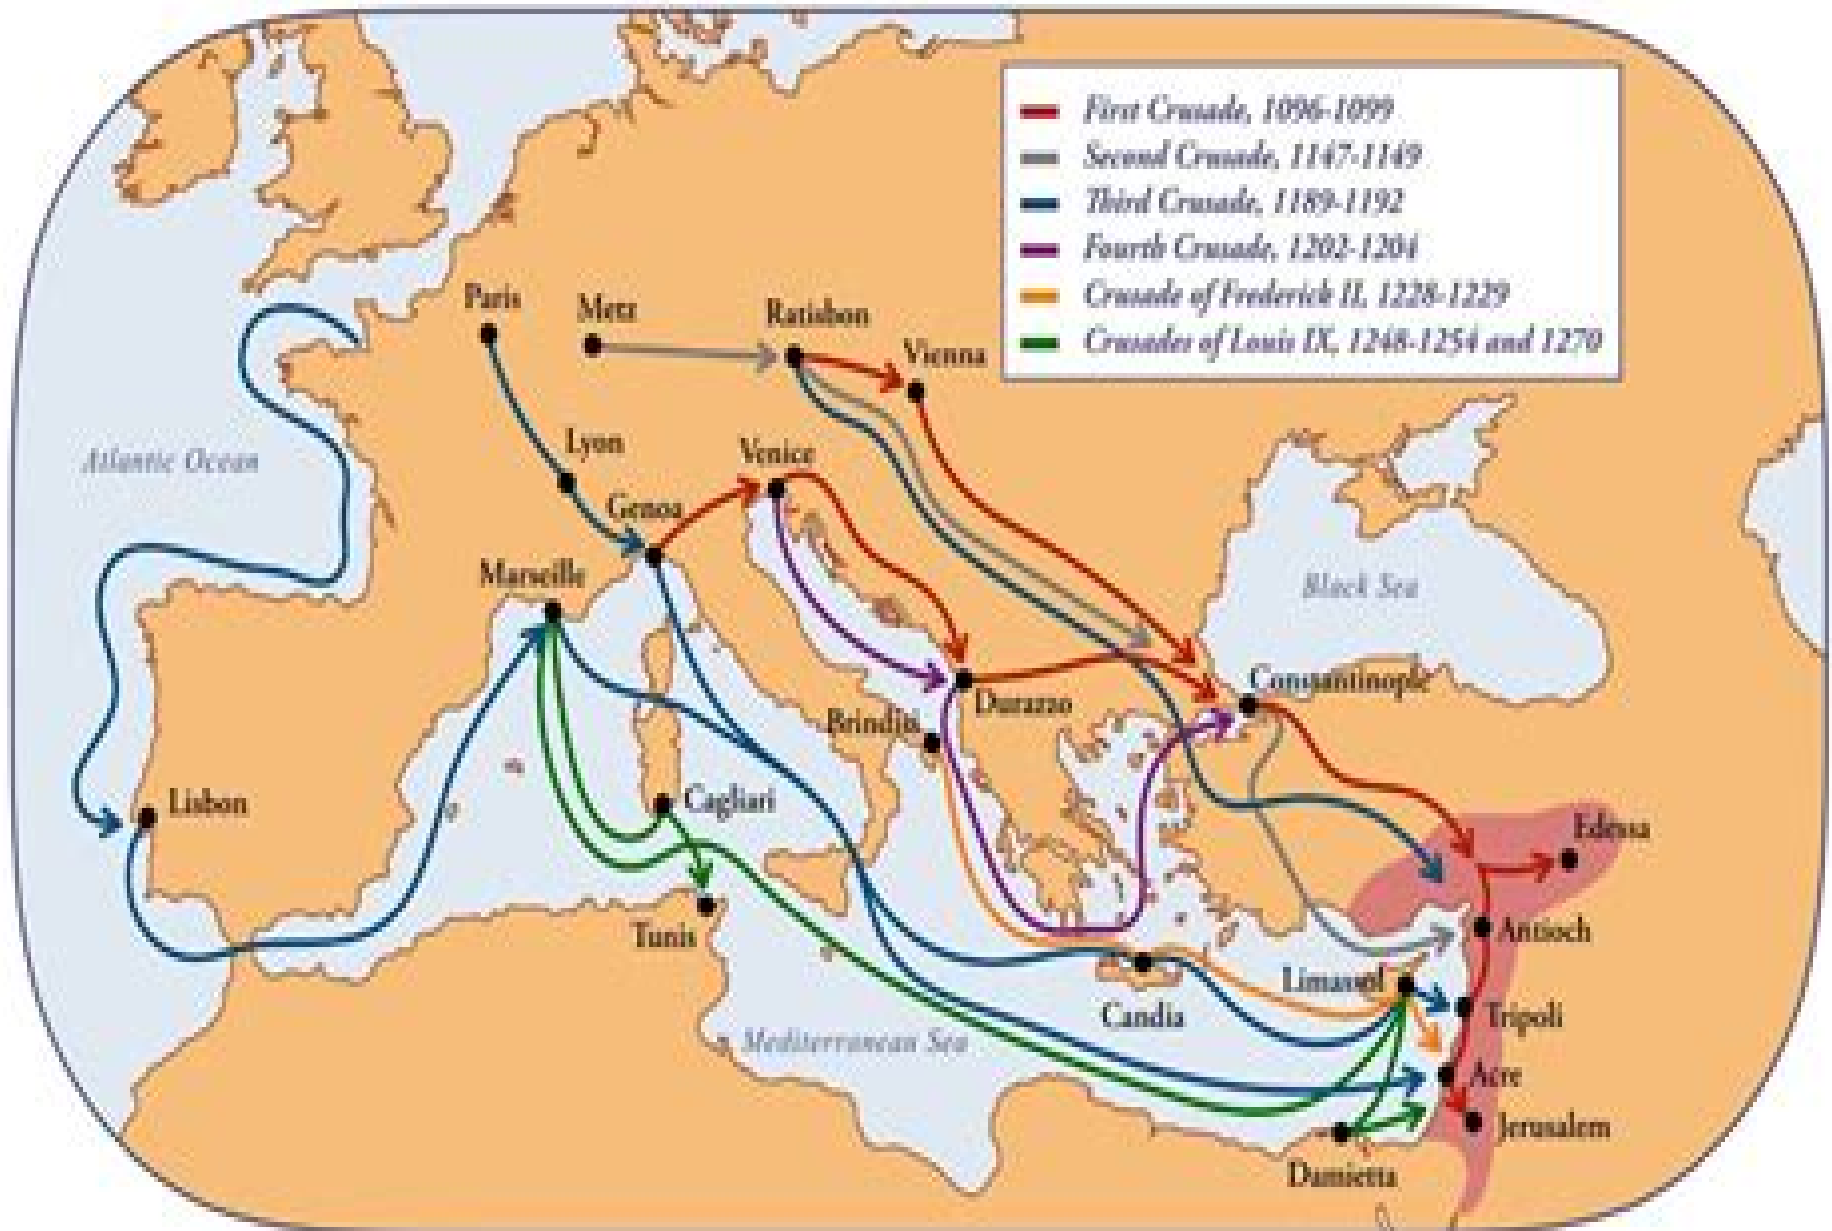 First Crusade, 1096-1099
Second Crusade, 1147-1149
Third Crusade, 1189-1192
Fourth Crusade, 1202-1204
Crusade of Frederick II, 1228-1229
Crusades of Louis IX, 1248-1254 and 1270
Paris
Metz
Ratisbon
Vienna
Atlantic Ocean
Lyon
Venice
Genoa
Marseille
Black Sea
Constantinople
Durazzo
Brindisi
Lisbon
Cagliari
Edessa
Tunis
Antioch
Limassol
Candia
Tripoli
Mediterranean Sea
Acre
Jerusalem
Damietta